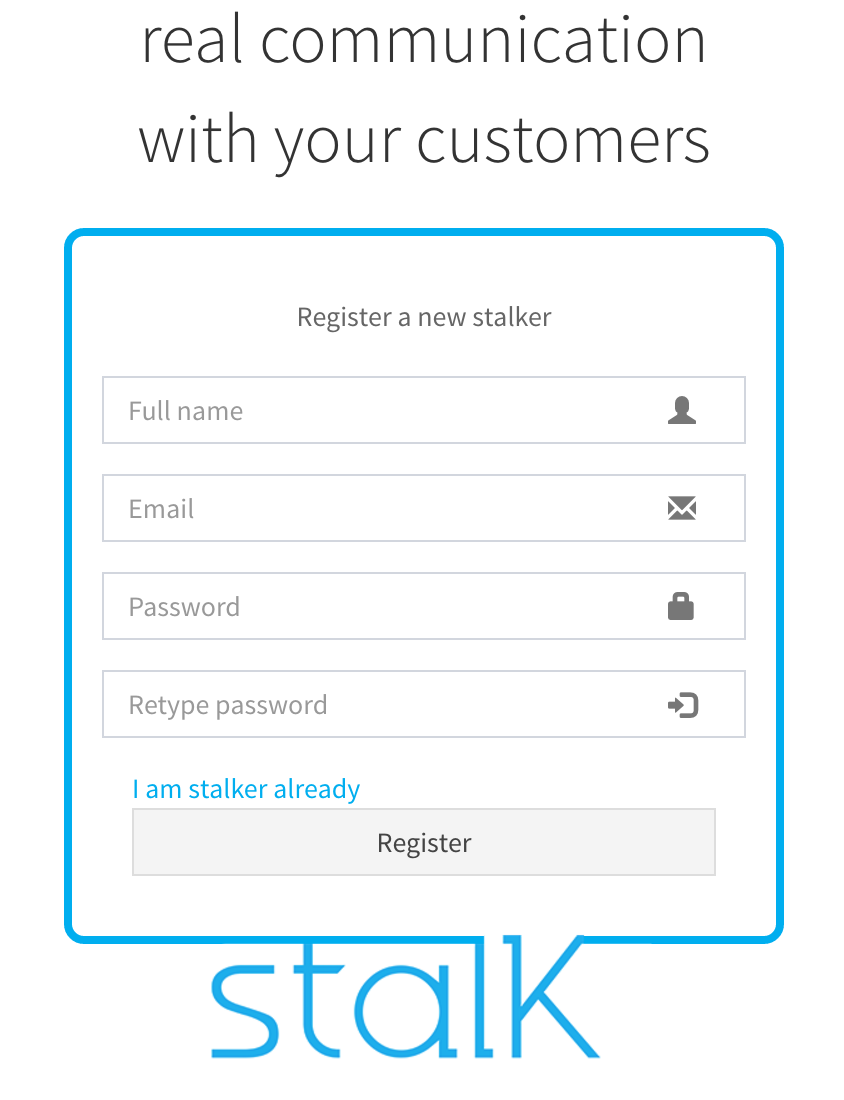 real communication
with your customers
Register a new stalker
Full name
Email
Password
Retype password
I am stalker already
Register
stalk